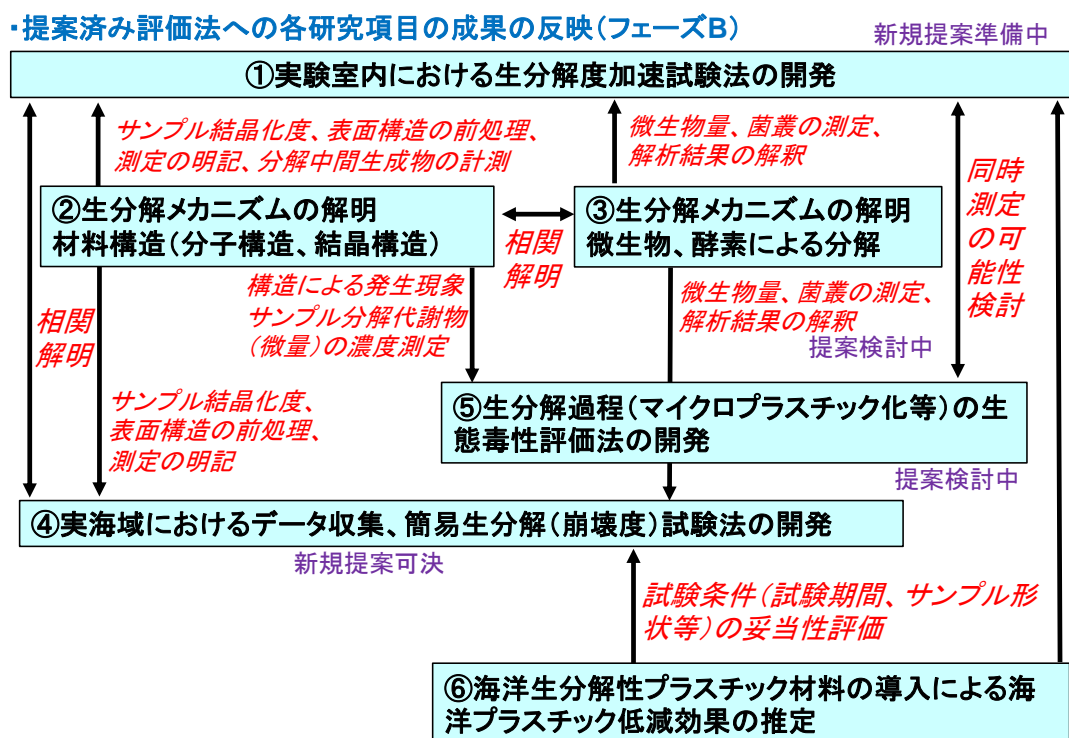 ・提案済み評価法への各研究項目の成果の反映(フェーズB)
新規提案準備中
①実験室内における生分解度加速試験法の開発
サンプル結晶化度、表面構造の前処理、
測定の明記、分解中間生成物の計測
微生物量、菌叢の測定、
解析結果の解釈
同時
測定
の可
能性
検討
②生分解メカニズムの解明
材料構造(分子構造、結晶構造)
③生分解メカニズムの解明
微生物、酵素による分解
相関
解明
構造による発生現象
サンプル分解代謝物
(微量)の濃度測定
微生物量、菌叢の測定、
解析結果の解釈
提案検討中
相関
解明
サンプル結晶化度、
表面構造の前処理、
測定の明記
⑤生分解過程(マイクロプラスチック化等)の生
態毒性評価法の開発
提案検討中
④実海域におけるデータ収集、簡易生分解(崩壊度)試験法の開発
新規提案可決
試験条件(試験期間、サンプル形
状等)の妥当性評価
⑥海洋生分解性プラスチック材料の導入による海
洋プラスチック低減効果の推定